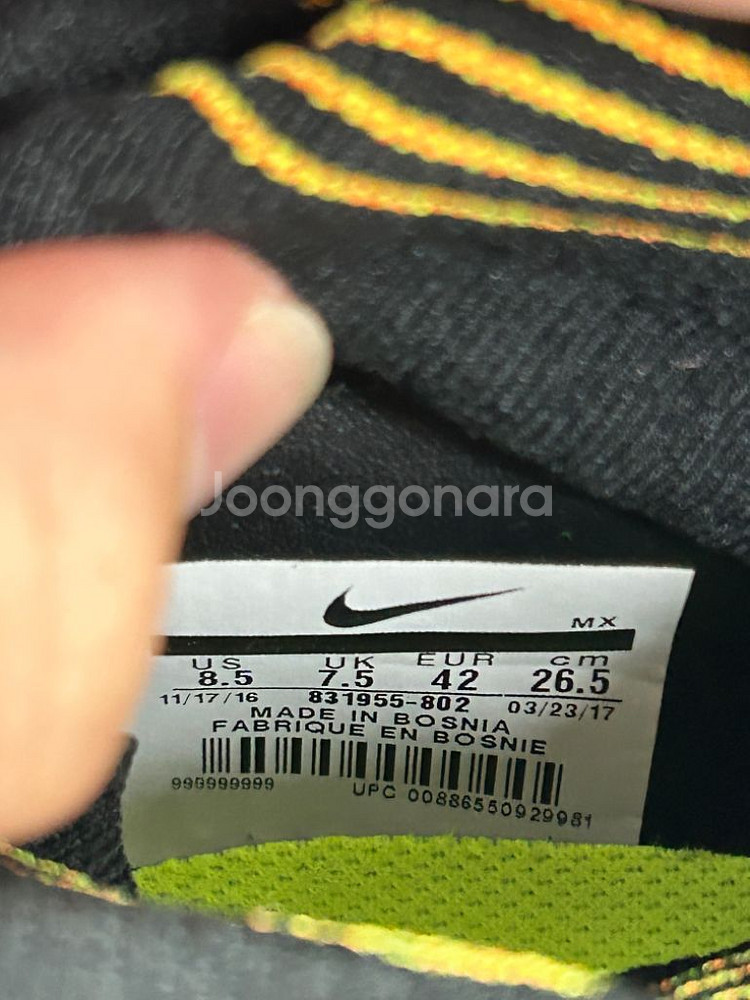 Joonggonara
MX
US UK EUR cm
8.5 7.5 42 26.5
11/17/16 831955-802 03/23/17
MADE IN BOSNIA
FABRIQUE EN BOSNIE
999999999
UPC 00886550929981